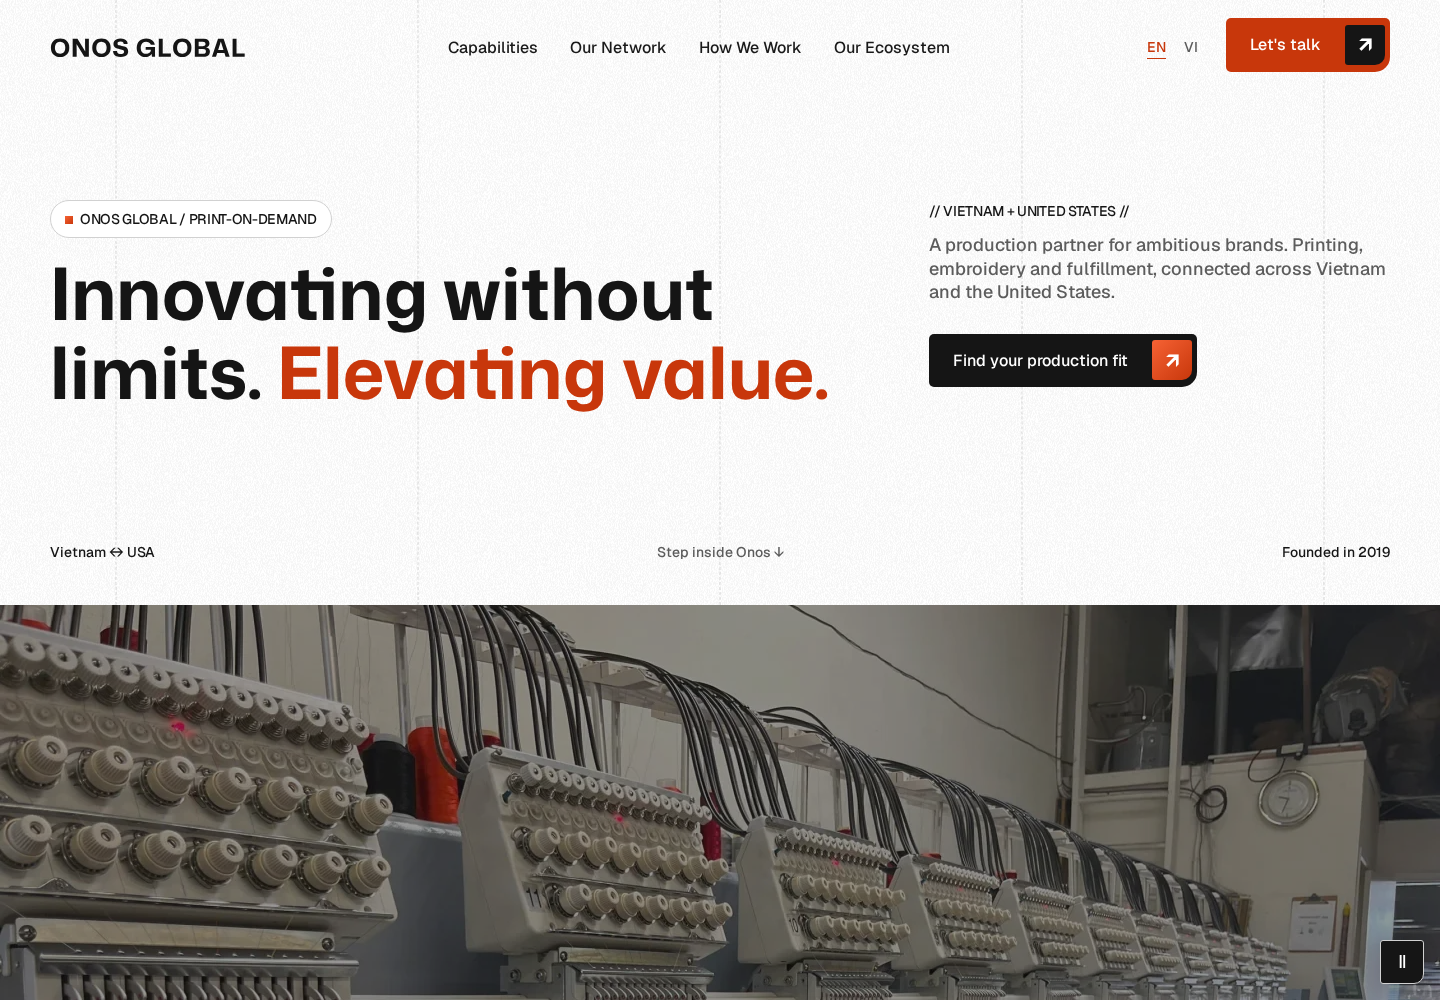 ONOS GLOBAL
Capabilities
Our Network
How We Work
Our Ecosystem
EN
VI
Let's talk
ONOS GLOBAL / PRINT-ON-DEMAND
Innovating without
limits. Elevating value.
// VIETNAM + UNITED STATES //
A production partner for ambitious brands. Printing,
embroidery and fulfillment, connected across Vietnam
and the United States.
Find your production fit
Vietnam ↔ USA
Step inside Onos ↓
Founded in 2019